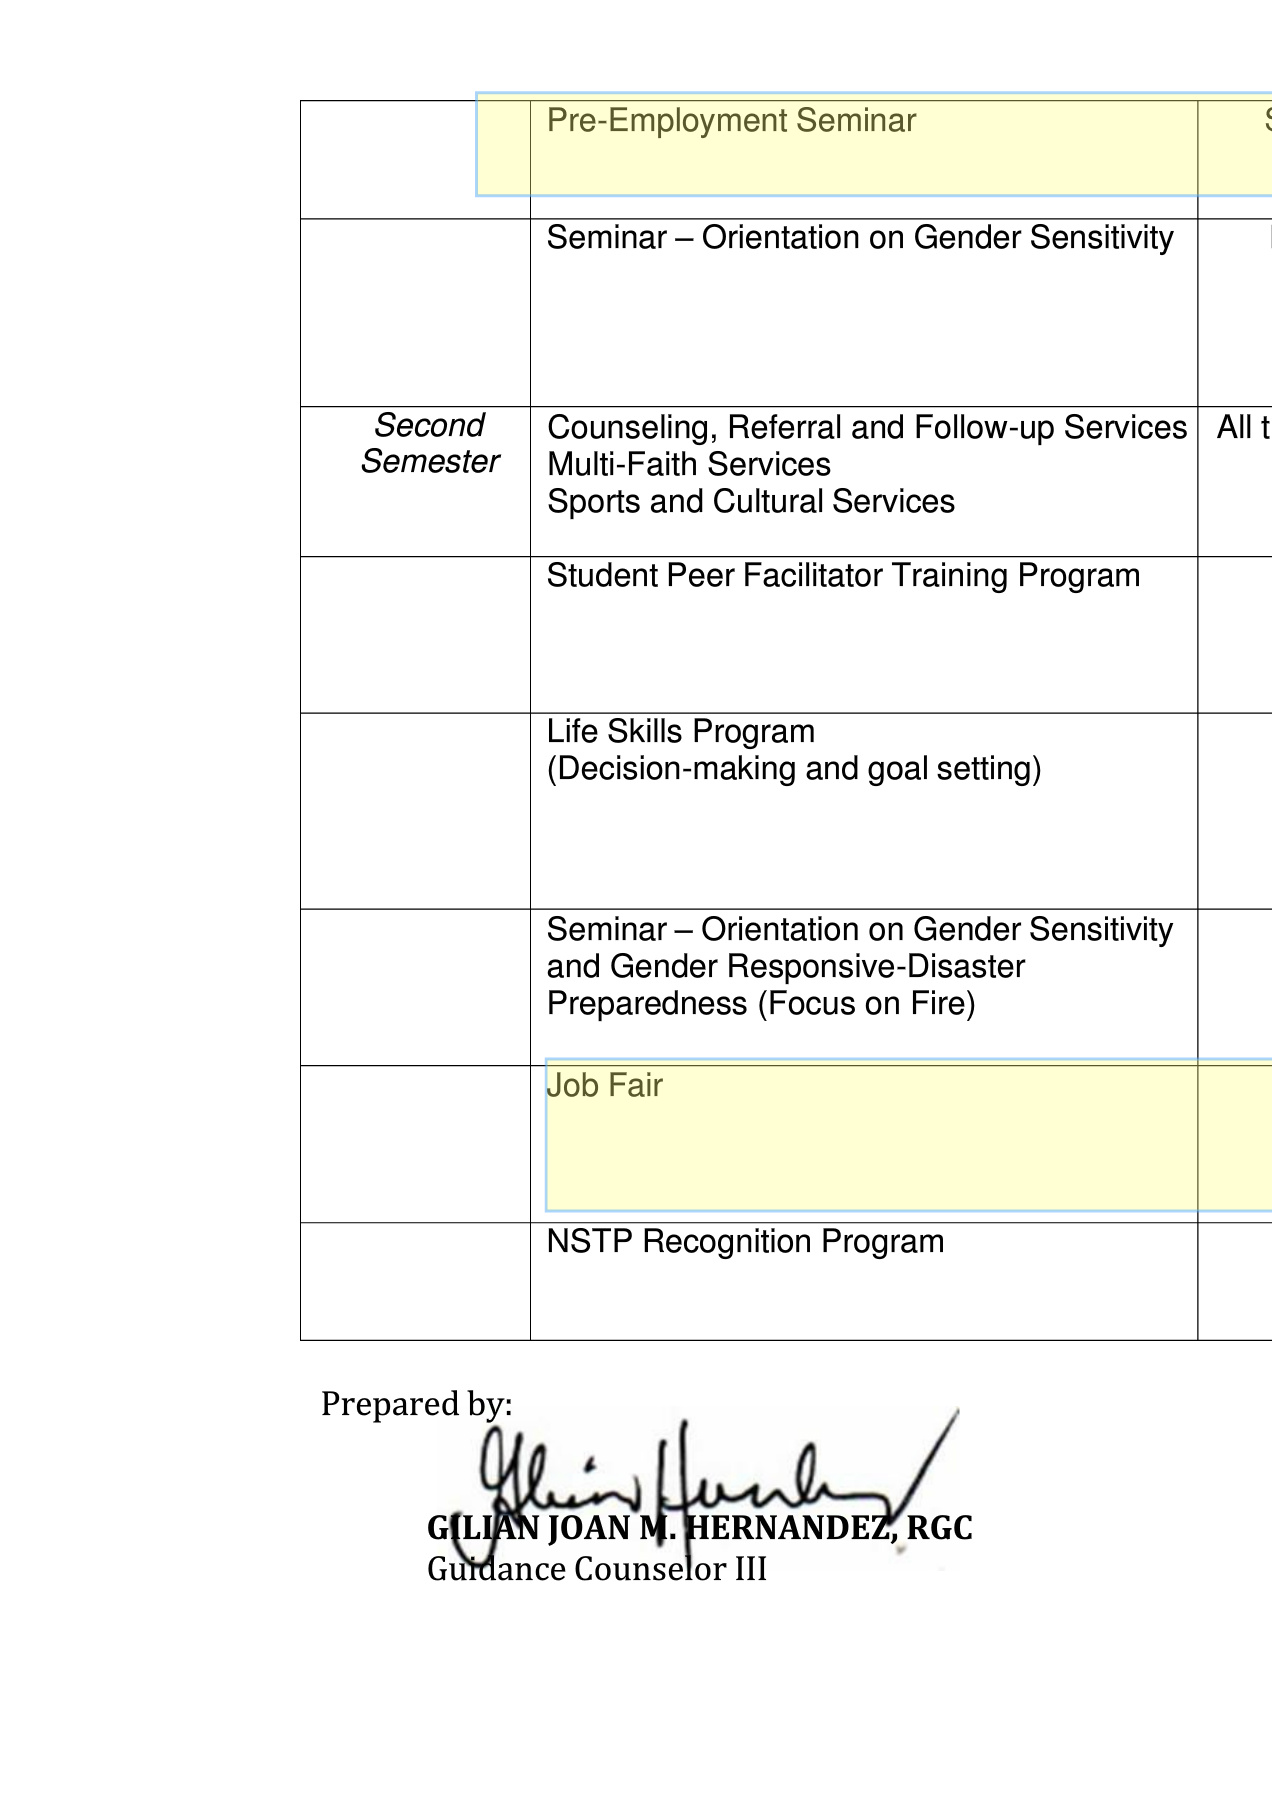 Pre-Employment Seminar
Seminar – Orientation on Gender Sensitivity
Second
Semester
Counseling, Referral and Follow-up Services
Multi-Faith Services
Sports and Cultural Services
All
Student Peer Facilitator Training Program
Life Skills Program
(Decision-making and goal setting)
Seminar – Orientation on Gender Sensitivity
and Gender Responsive-Disaster
Preparedness (Focus on Fire)
Job Fair
NSTP Recognition Program
Prepared by:
GILIAN JOAN M. HERNANDEZ, RGC
Guidance Counselor III